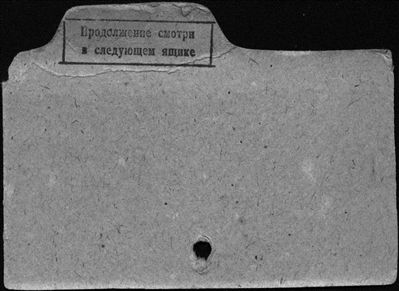 Продолжение смотри
в следующем ящике